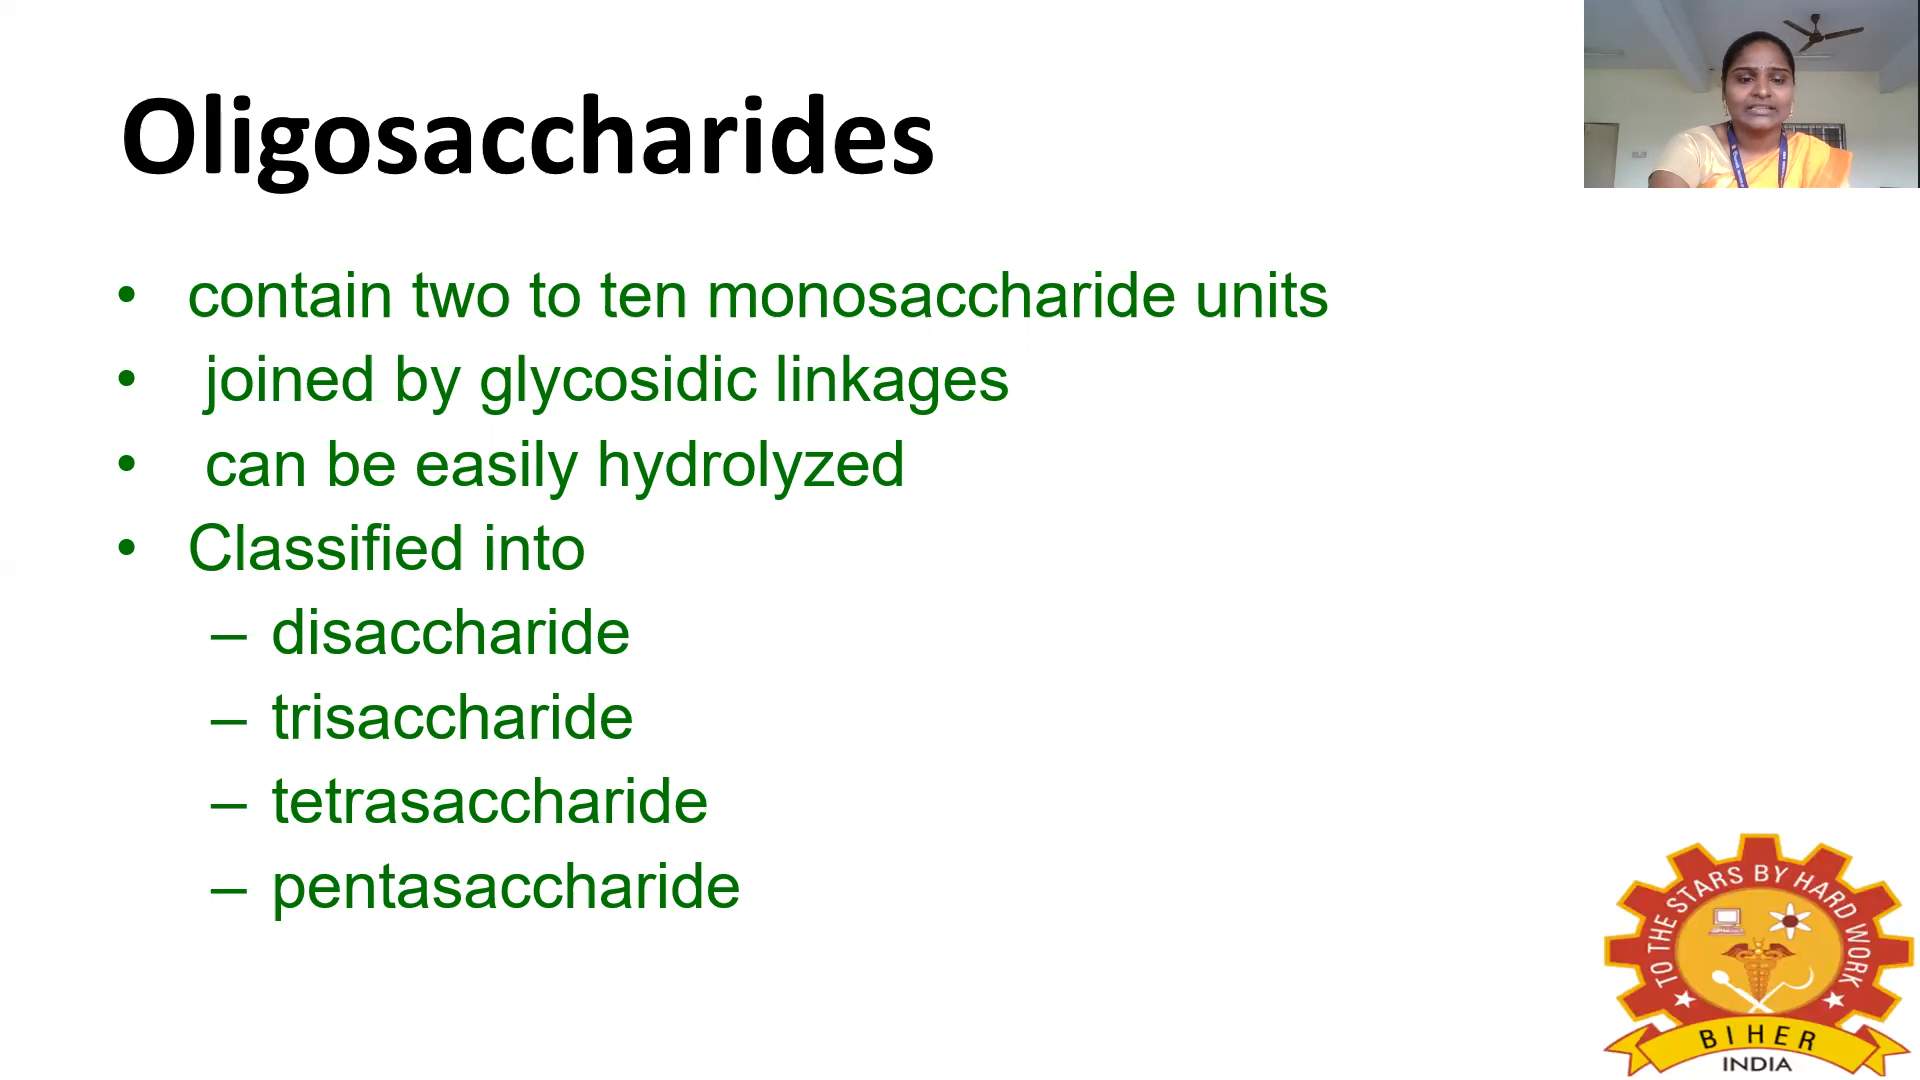 Oligosaccharides
• contain two to ten monosaccharide units
• joined by glycosidic linkages
• can be easily hydrolyzed
• Classified into
– disaccharide
– trisaccharide
– tetrasaccharide
– pentasaccharide
TO THE STARS BY HARD WORK
BIHER
INDIA